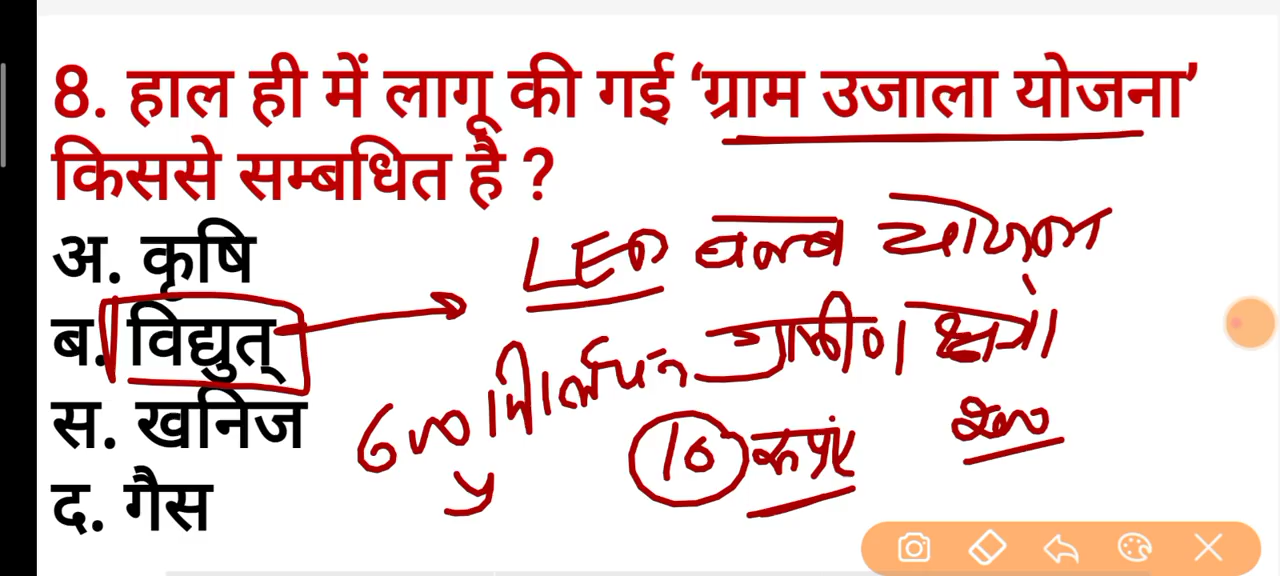 8. हाल ही में लागू की गई ‘ग्राम उजाला योजना’
किससे सम्बधित है ?
अ. कृषि
LED बल्ब योजना
ब. विद्युत्
ग्रामीण क्षेत्रों
स. खनिज
10 रूपए
द. गैस